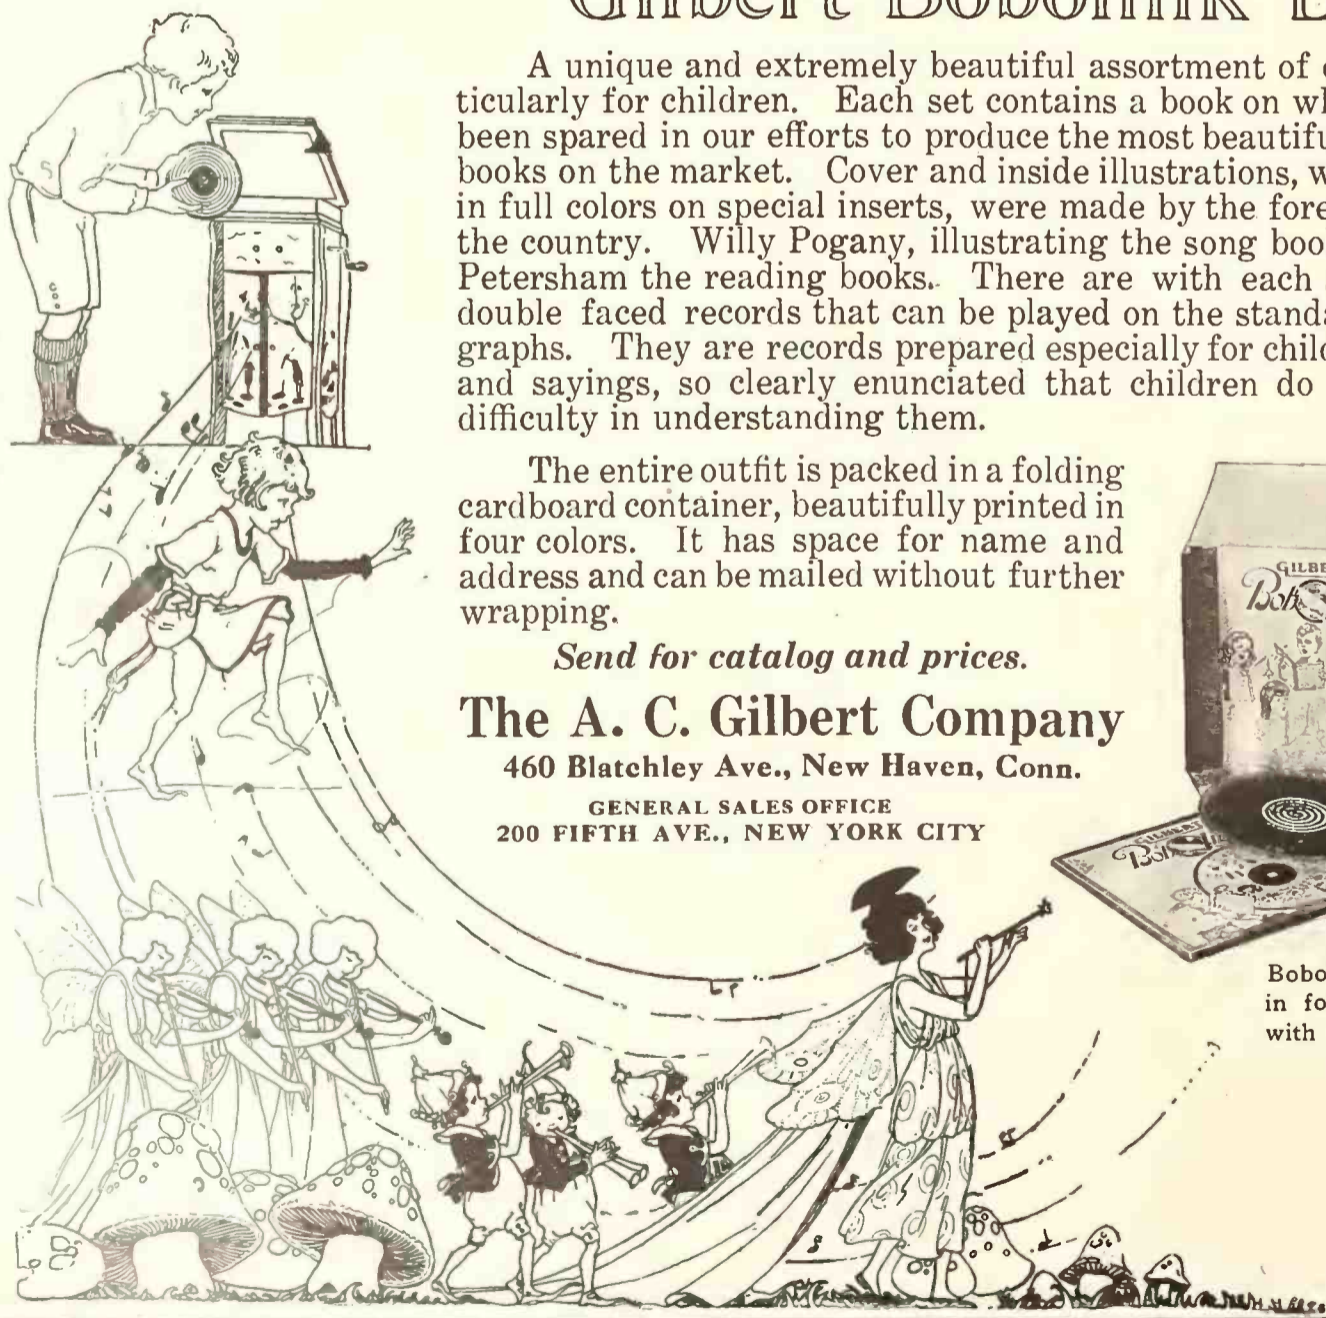 Gilbert Bobolink
A unique and extremely beautiful assortment of
ticularly for children. Each set contains a book on
been spared in our efforts to produce the most
books on the market. Cover and inside illustrations,
in full colors on special inserts, were made by the
the country. Willy Pogany, illustrating the song
Petersham the reading books. There are with each
double faced records that can be played on the
graphs. They are records prepared especially for
and sayings, so clearly enunciated that children do
difficulty in understanding them.
The entire outfit is packed in a folding
cardboard container, beautifully printed in
four colors. It has space for name and
address and can be mailed without further
wrapping.
Send for catalog and prices.
The A. C. Gilbert Company
460 Blatchley Ave., New Haven, Conn.
GENERAL SALES OFFICE
200 FIFTH AVE., NEW YORK CITY
Bobo
in fo
with